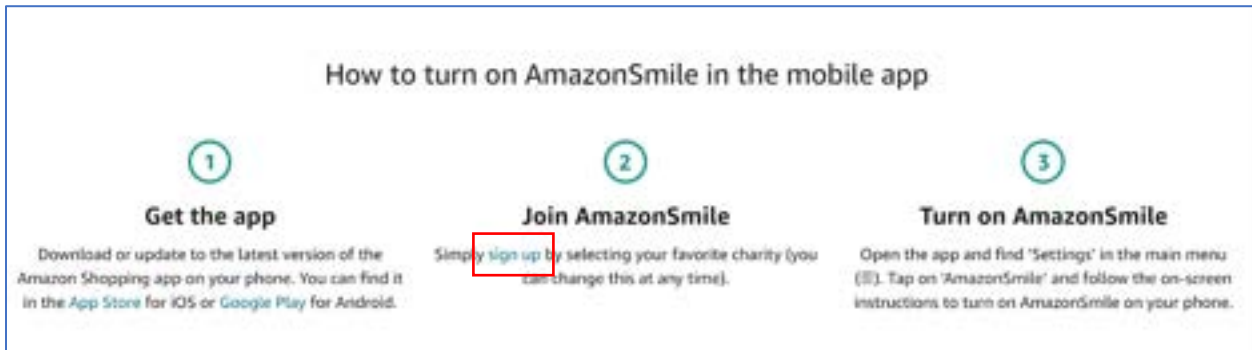 How to turn on AmazonSmile in the mobile app
1
Get the app
Download or update to the latest version of the
Amazon Shopping app on your phone. You can find it
in the App Store for iOS or Google Play for Android.
2
Join AmazonSmile
Simply sign up by selecting your favorite charity (you
can change this at any time).
3
Turn on AmazonSmile
Open the app and find 'Settings' in the main menu
(☰). Tap on 'AmazonSmile' and follow the on-screen
instructions to turn on AmazonSmile on your phone.